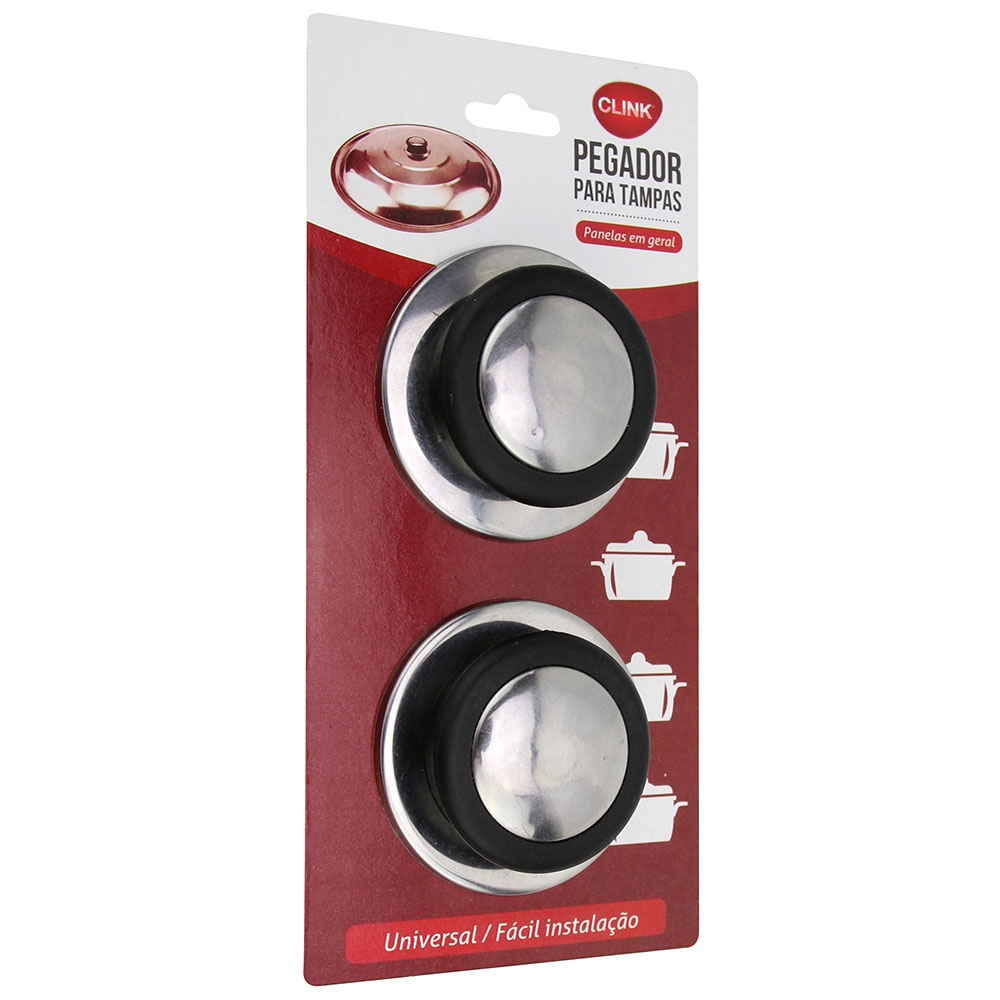 CLINK®
PEGADOR
PARA TAMPAS
Panelas em geral
Universal / Fácil instalação